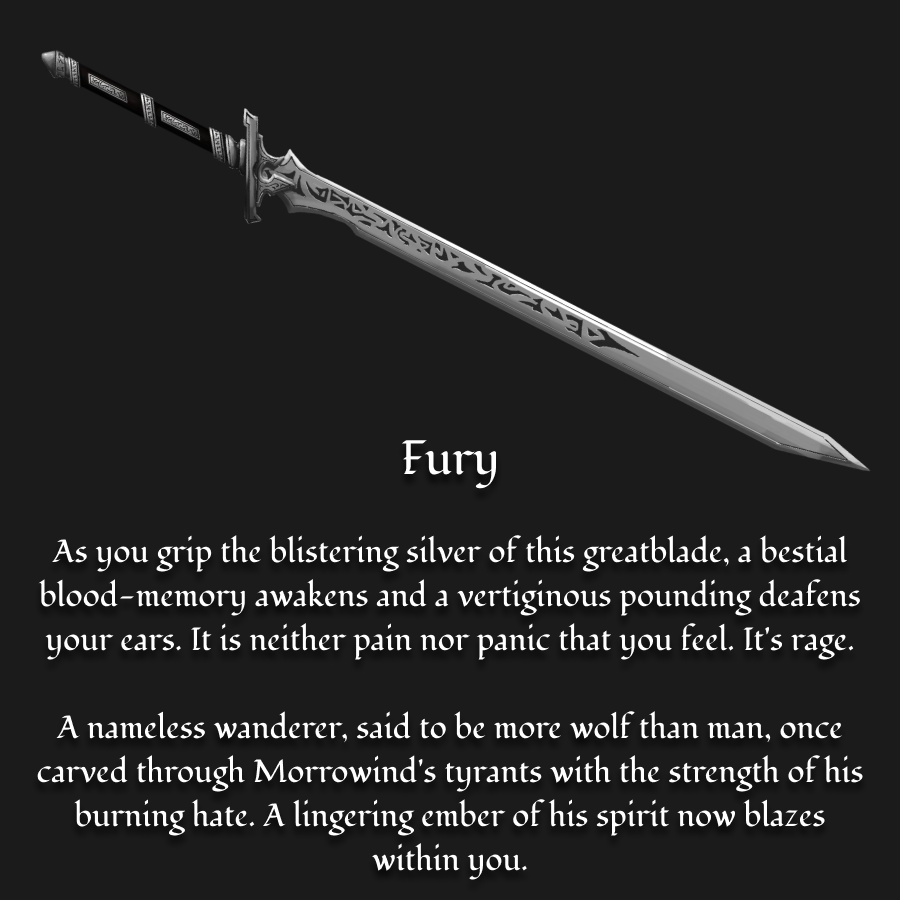 Fury
As you grip the blistering silver of this greatblade, a bestial
blood-memory awakens and a vertiginous pounding deafens
your ears. It is neither pain nor panic that you feel. It's rage.
A nameless wanderer, said to be more wolf than man, once
carved through Morrowind's tyrants with the strength of his
burning hate. A lingering ember of his spirit now blazes
within you.